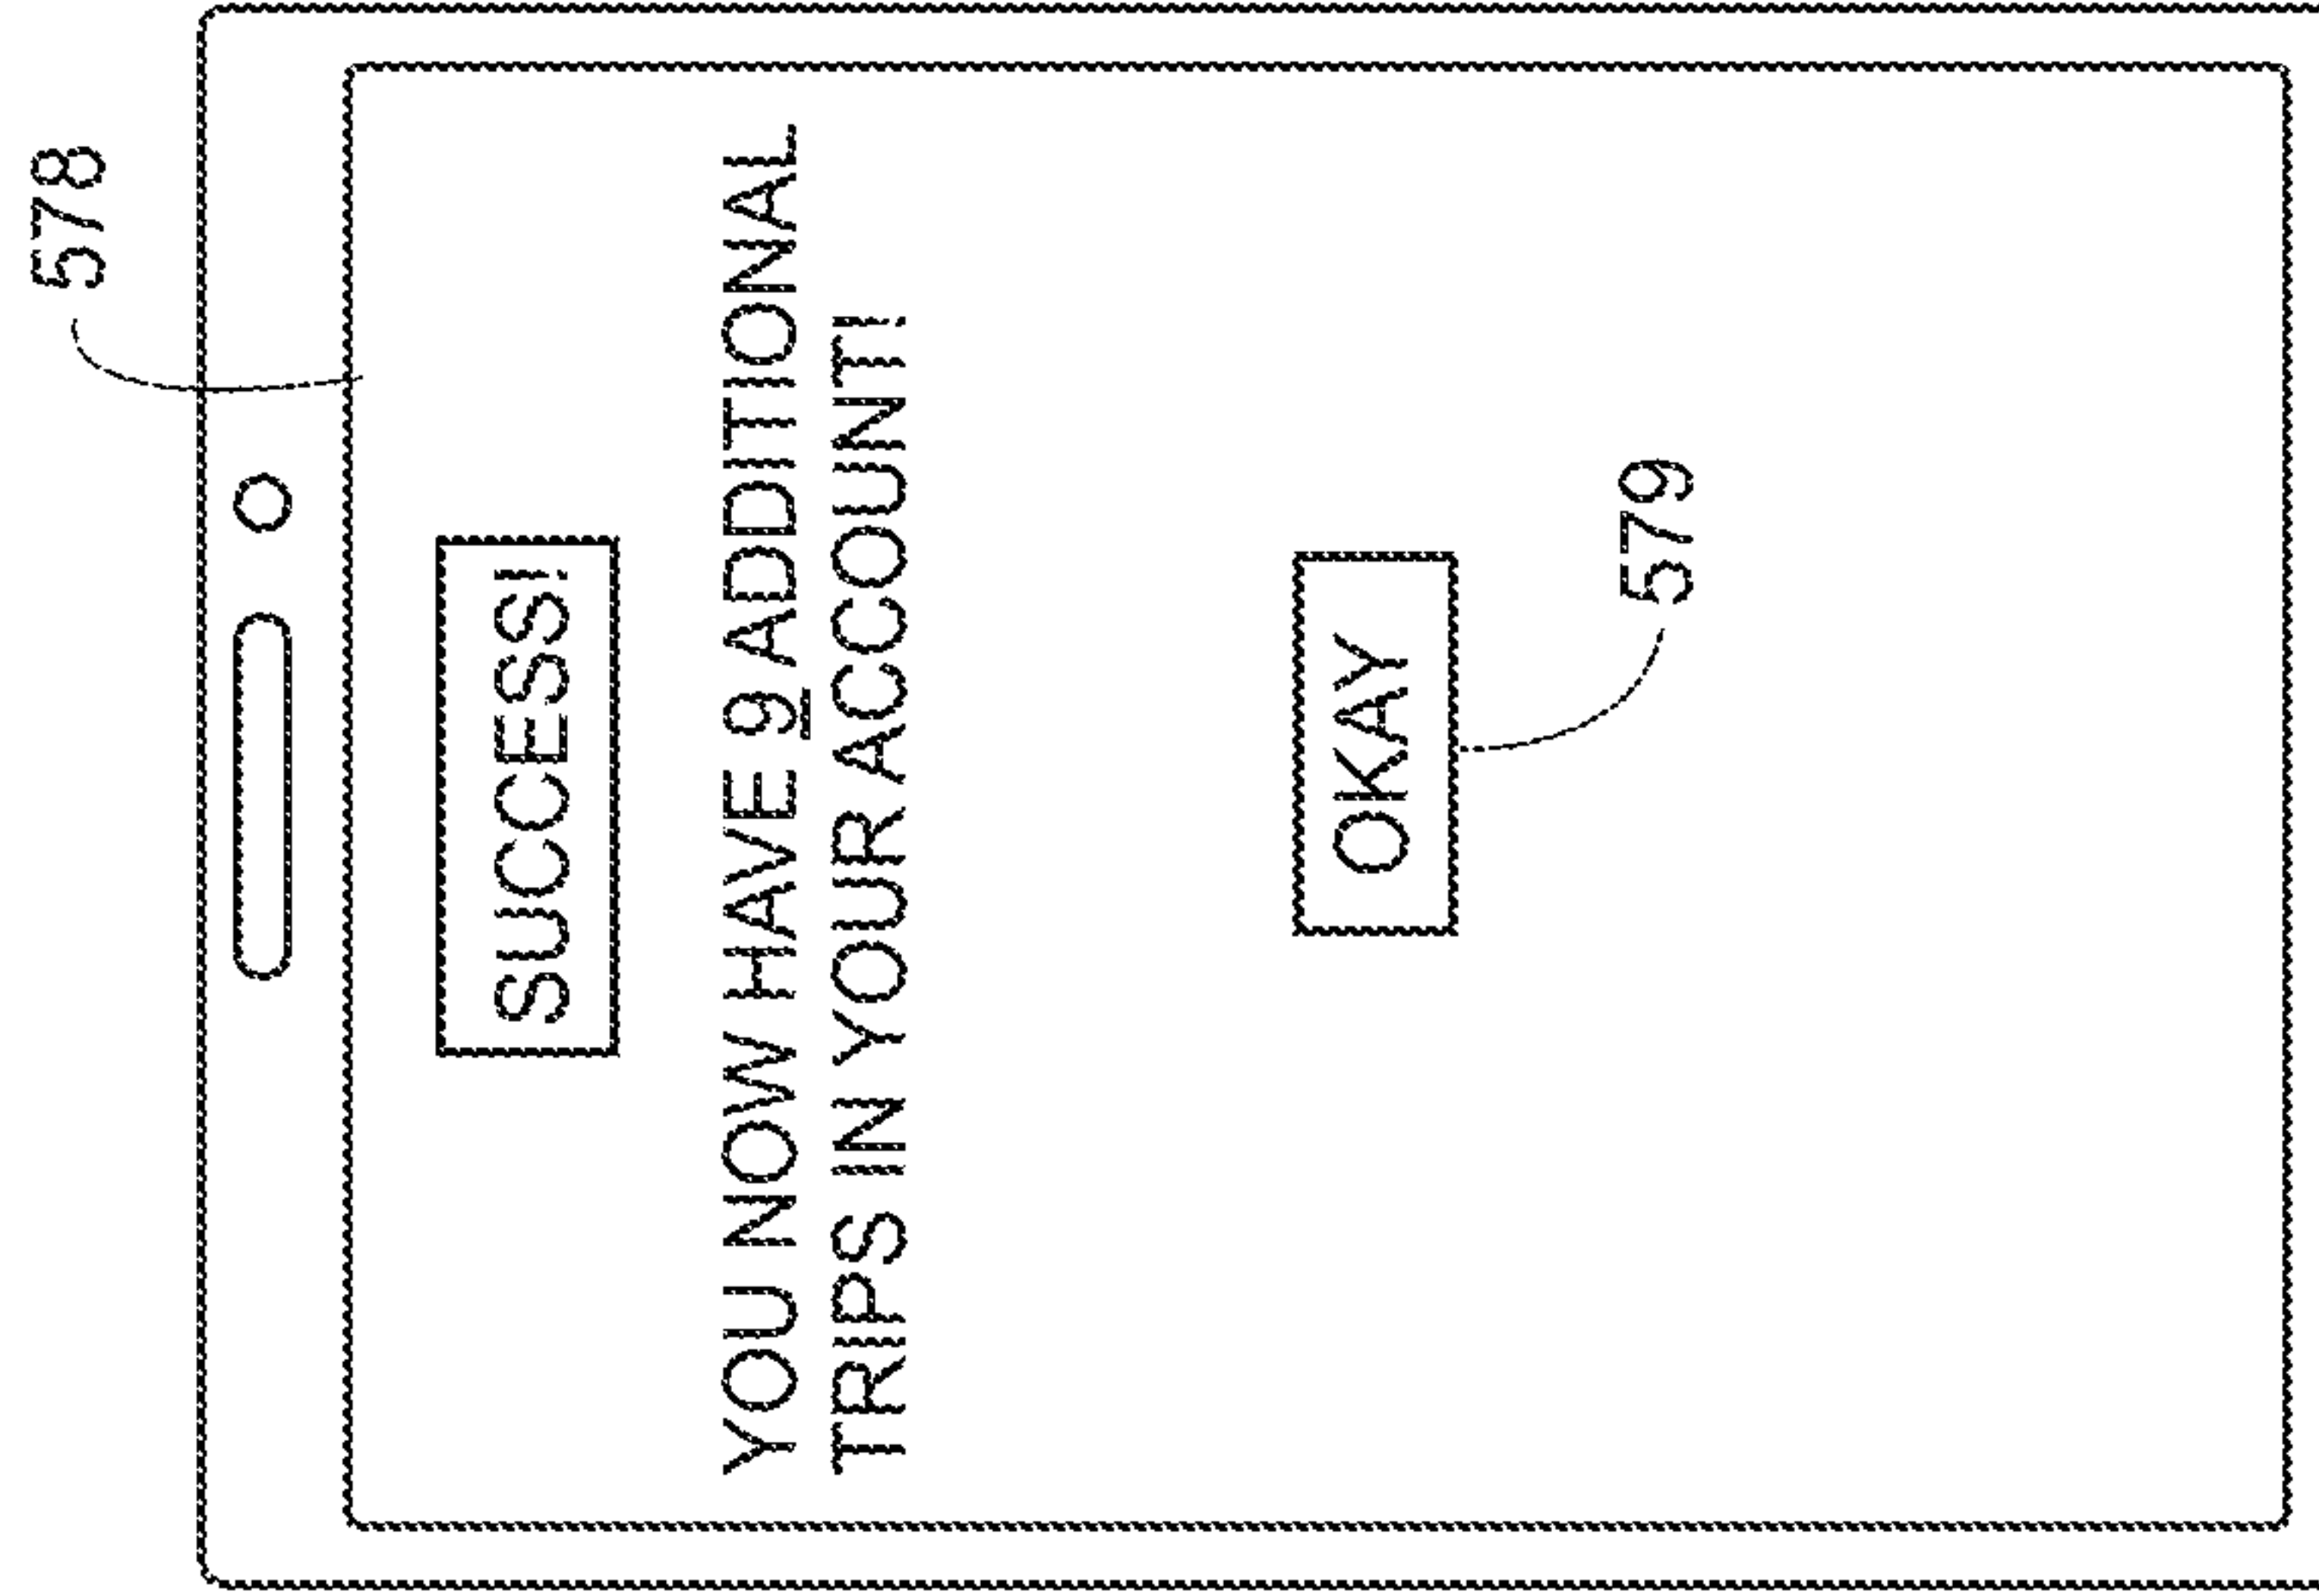 578
SUCCESS!
YOU NOW HAVE 9 ADDITIONAL
TRIPS IN YOUR ACCOUNT!
OKAY
579